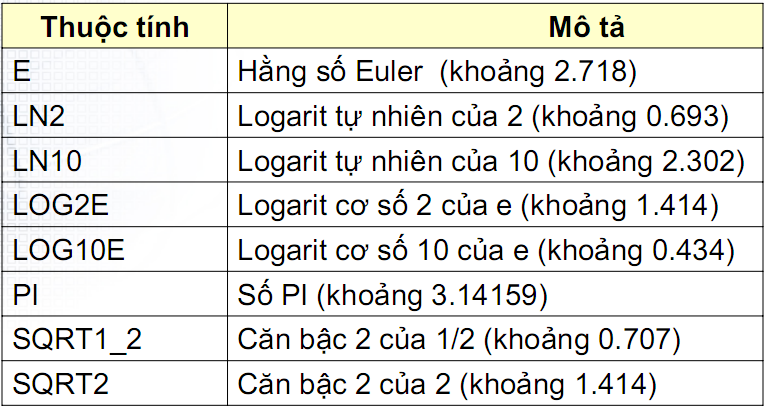 Thuộc tính Mô tả
E Hằng số Euler (khoảng 2.718)
LN2 Logarit tự nhiên của 2 (khoảng 0.693)
LN10 Logarit tự nhiên của 10 (khoảng 2.302)
LOG2E Logarit cơ số 2 của e (khoảng 1.414)
LOG10E Logarit cơ số 10 của e (khoảng 0.434)
PI Số PI (khoảng 3.14159)
SQRT1_2 Căn bậc 2 của 1/2 (khoảng 0.707)
SQRT2 Căn bậc 2 của 2 (khoảng 1.414)